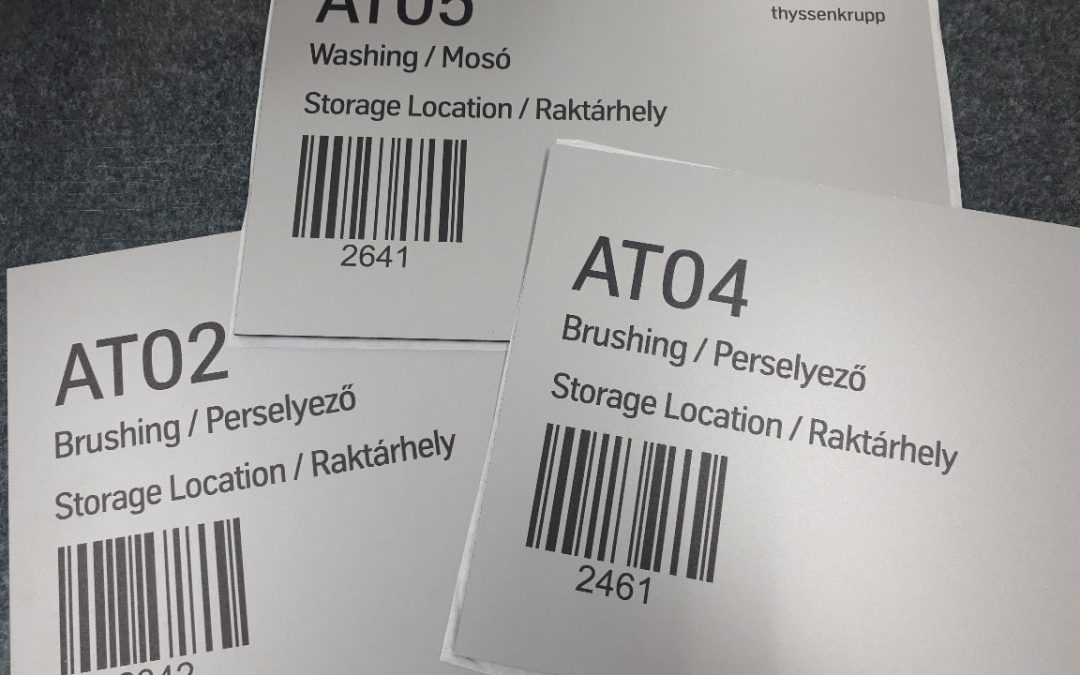 AT05
thyssenkrupp
Washing / Mosó
Storage Location / Raktárhely
2641
AT04
Brushing / Perselyező
Storage Location / Raktárhely
2461
AT02
Brushing / Perselyező
Storage Location / Raktárhely